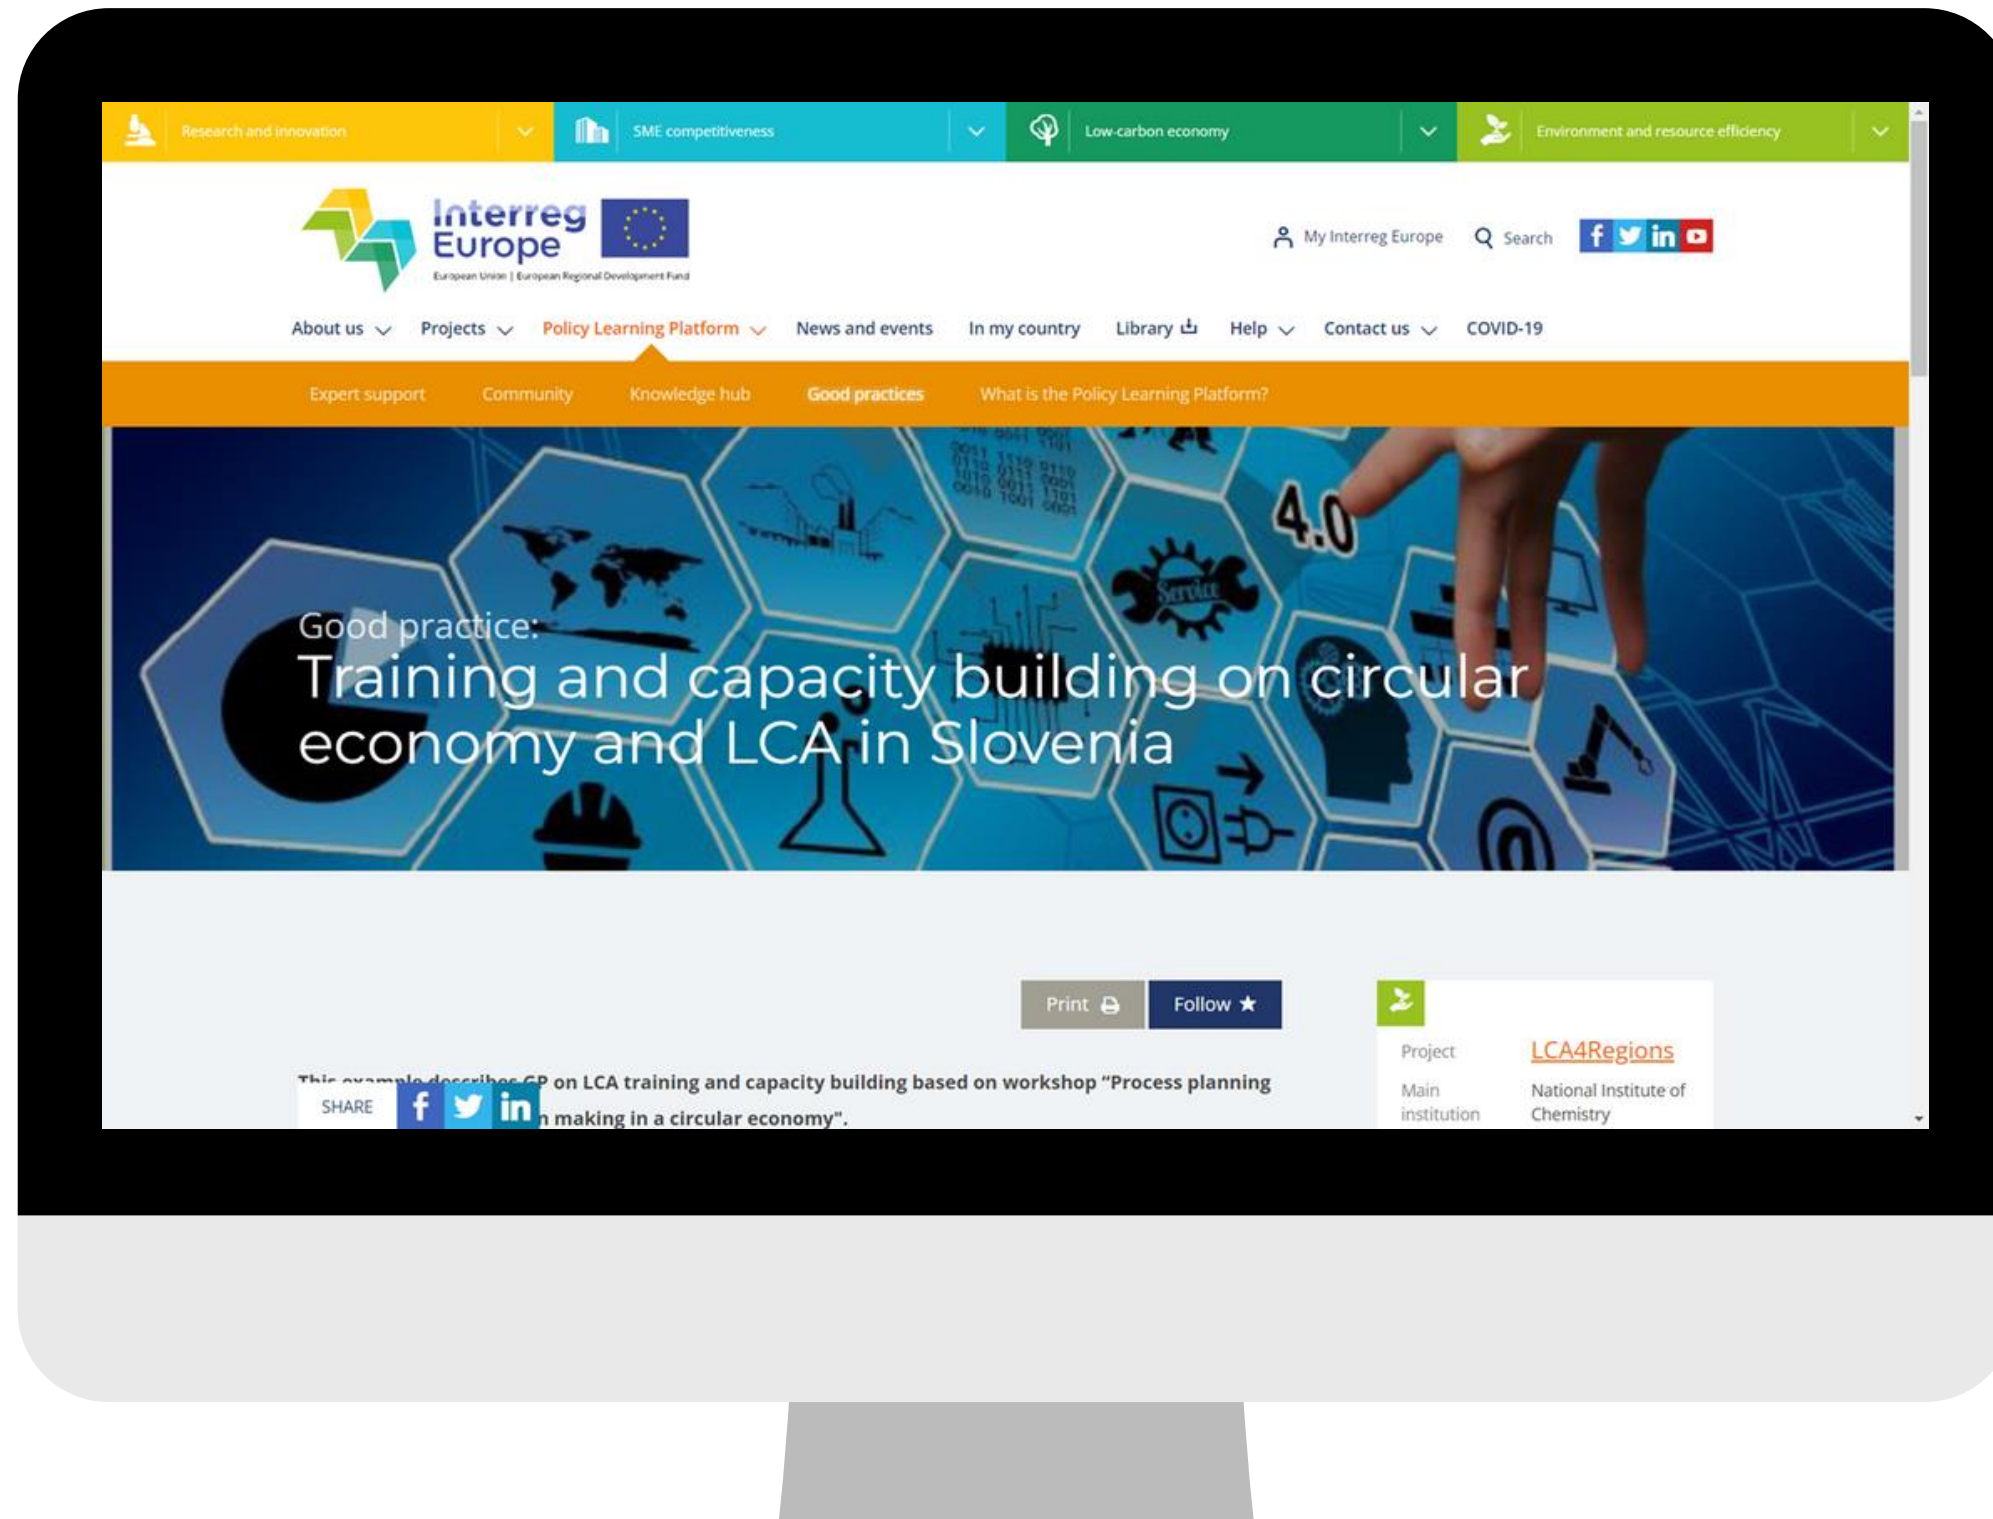 Research and innovation
SME competitiveness
Low-carbon economy
Environment and resource efficiency
Interreg
Europe
European Union | European Regional Development Fund
My Interreg Europe
Search
About us
Projects
Policy Learning Platform
News and events
In my country
Library
Help
Contact us
COVID-19
Expert support
Community
Knowledge hub
Good practices
What is the Policy Learning Platform?
4.0
Service
Good practice:
Training and capacity building on circular
economy and LCA in Slovenia
@
Print
Follow
Project
LCA4Regions
Main
institution
National Institute of
Chemistry
This example describes GP on LCA training and capacity building based on workshop “Process planning
making in a circular economy".
SHARE